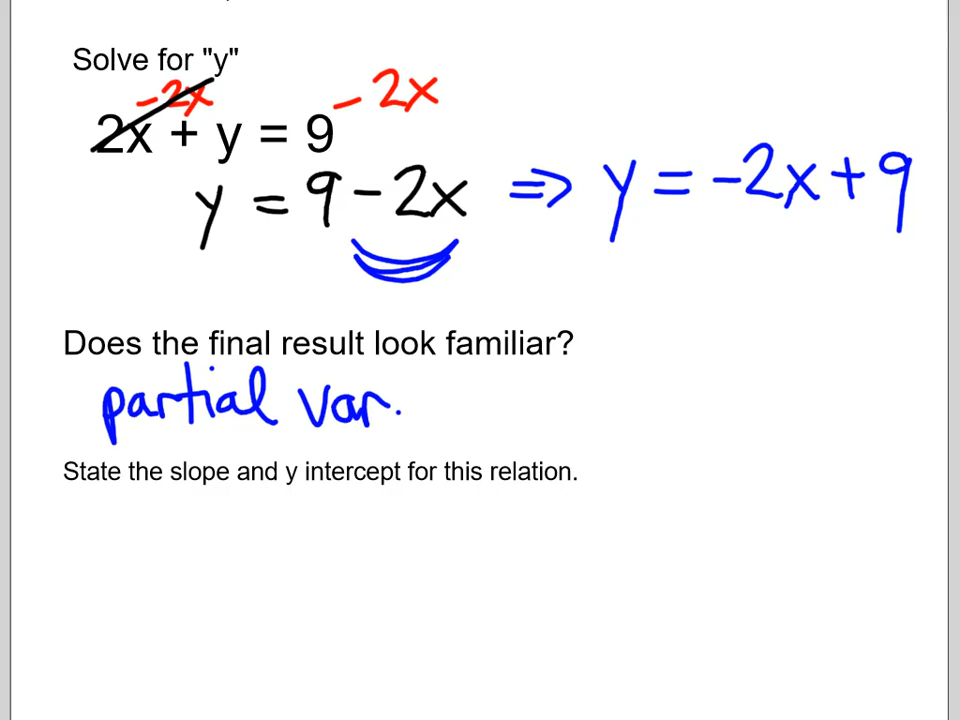 Solve for "y"
-2x - 2x
2x + y = 9
y = 9 - 2x ⇒ y = -2x + 9
Does the final result look familiar?
partial var.
State the slope and y intercept for this relation.